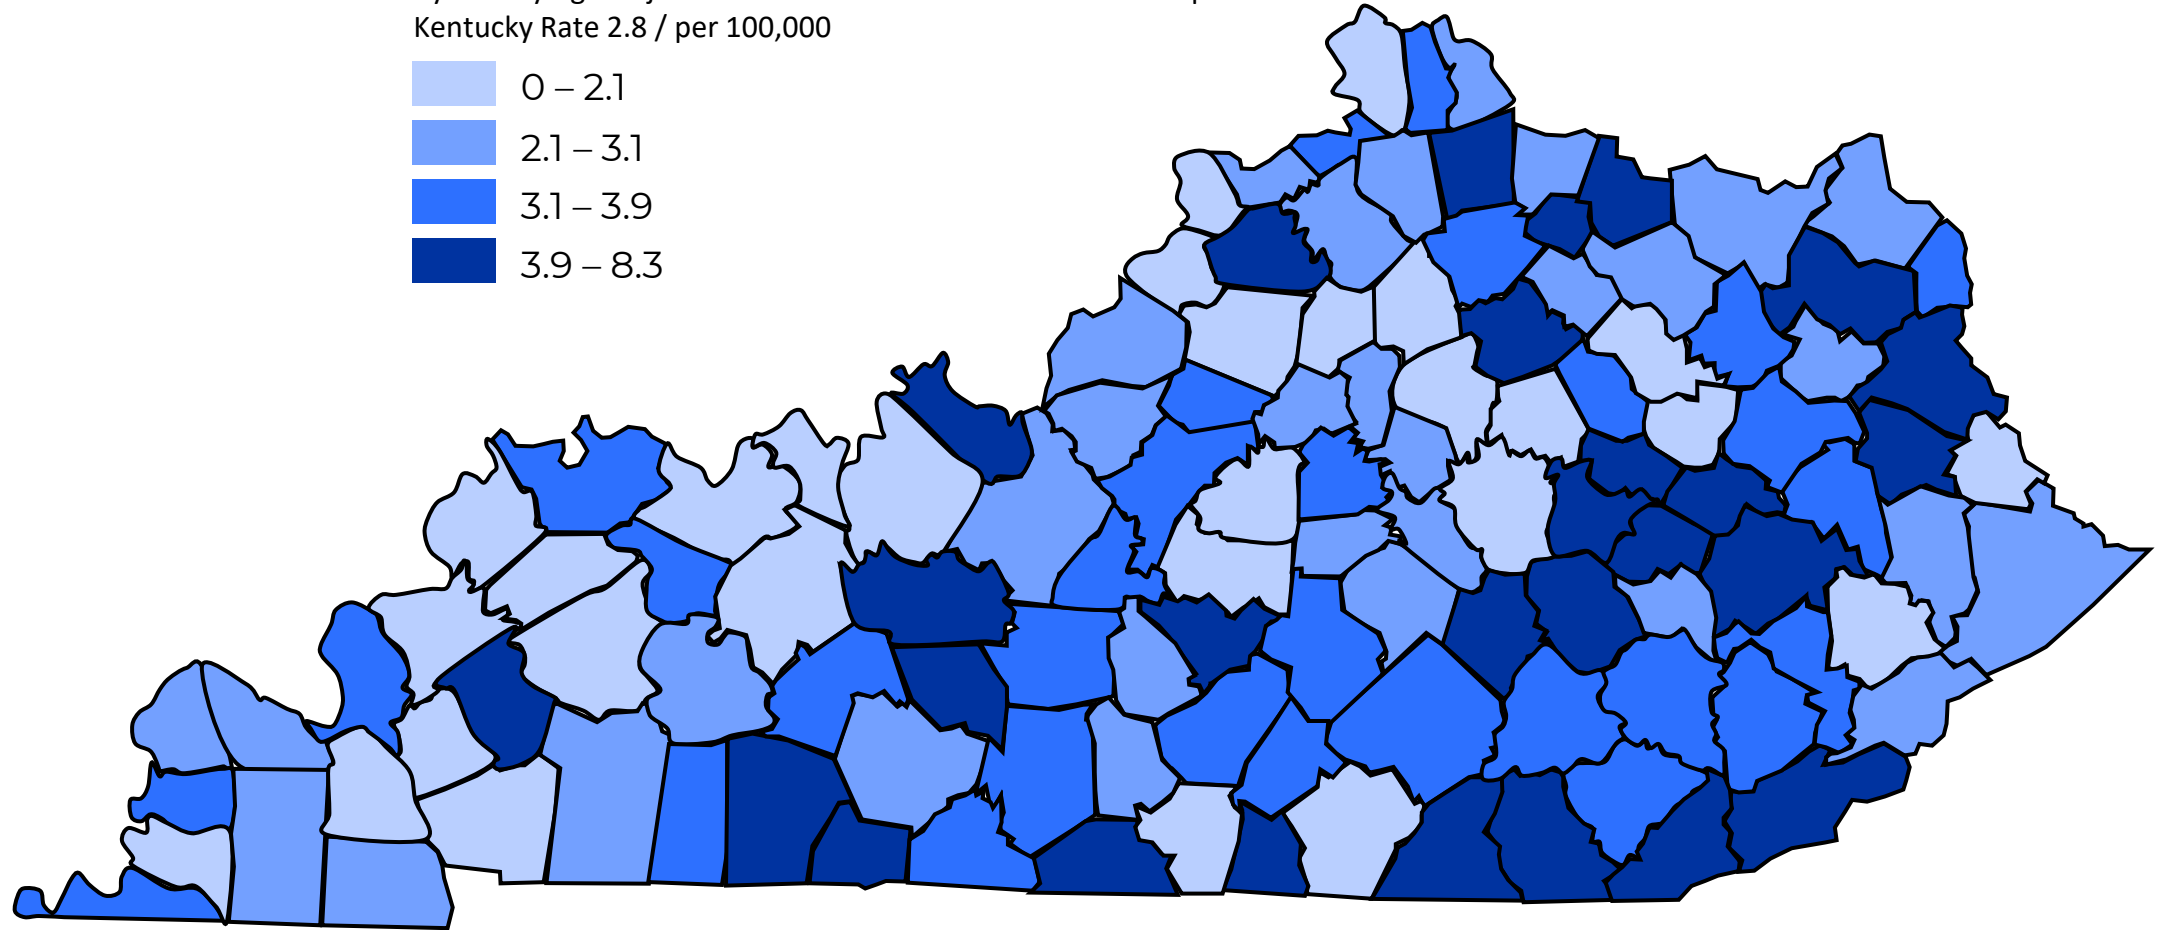 Kentucky Rate 2.8 / per 100,000
0 – 2.1
2.1 – 3.1
3.1 – 3.9
3.9 – 8.3